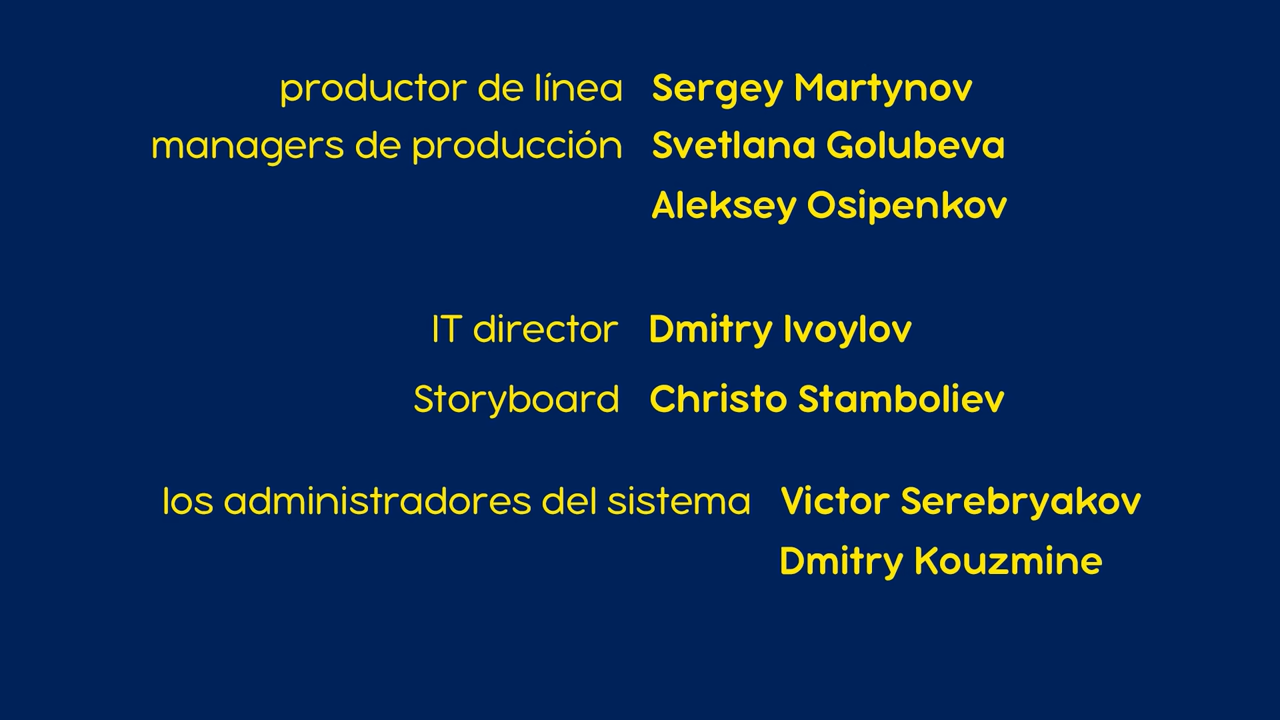 productor de línea Sergey Martynov
managers de producción Svetlana Golubeva
Aleksey Osipenkov
IT director Dmitry Ivoylov
Storyboard Christo Stamboliev
los administradores del sistema Victor Serebryakov
Dmitry Kouzmine